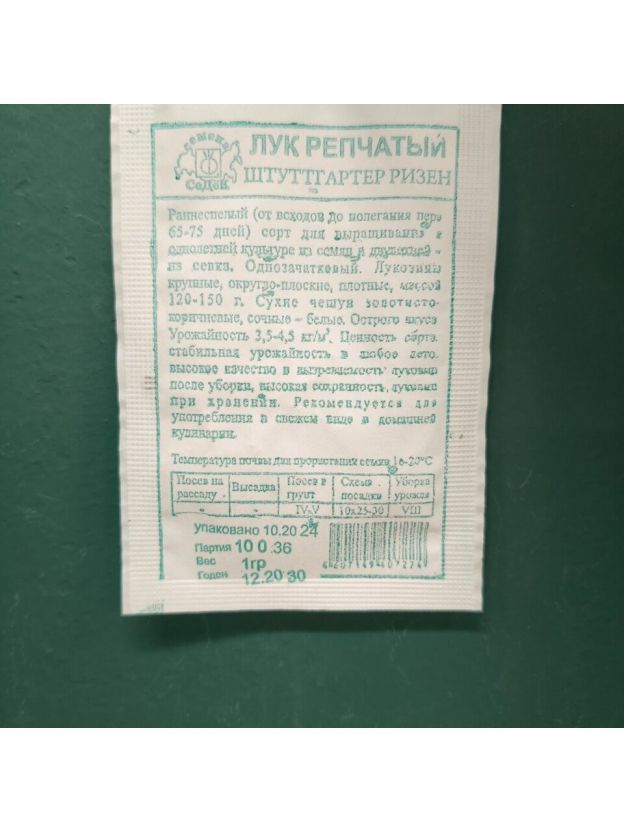 семена
СеДеК
ЛУК РЕПЧАТЫЙ
ШТУТТГАРТЕР РИЗЕН
Раннеспелый (от всходов до полегания пера
65-75 дней) сорт для выращивания в
однолетней культуре из семян и двулетней -
из севка. Однозачатковый. Луковицы
крупные, округло-плоские, плотные, массой
120-150 г. Сухие чешуи золотисто-
коричневые, сочные - белые. Острого вкуса
Урожайность 3,5-4,5 кг/м². Ценность сорта:
стабильная урожайность в любое лето,
высокое качество и вызреваемость луковиц
после уборки, высокая сохранность луковиц
при хранении. Рекомендуется для
употребления в свежем виде и домашней
кулинарии.
Температура почвы для прорастания семян 16-20°С
Посев на рассаду Высадка Посев в грунт Схема посадки Уборка урожая
- - IV-V 10x25-30 VIII
упаковано 10.20 24
Партия 10 0 .36
Вес 1гр
Годен 12.20 30